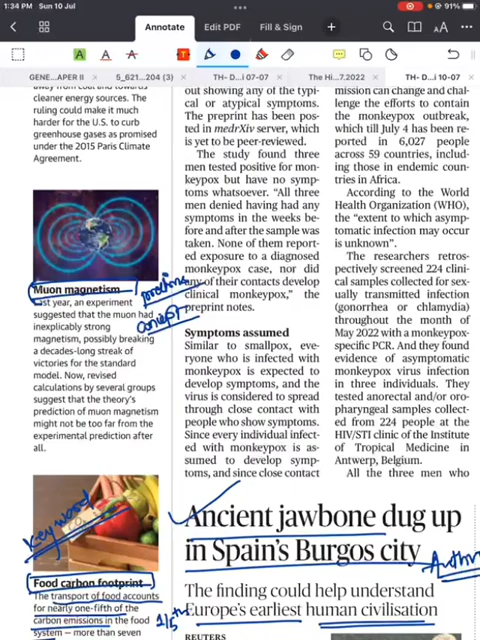 1:34 PM Sun 10 Jul
91%
Annotate
Edit PDF
Fill & Sign
GENE...APER II
5_621...204 (3)
TH- D...i 07-07
The Hi...7.2022
TH- D...i 10-07
away from coal and towards
cleaner energy sources. The
ruling could make it much
harder for the U.S. to curb
greenhouse gases as promised
under the 2015 Paris Climate
Agreement.
Muon magnetism
practice
concept
Last year, an experiment
suggested that the muon had
inexplicably strong
magnetism, possibly breaking
a decades-long streak of
victories for the standard
model. Now, revised
calculations by several groups
suggest that the theory's
prediction of muon magnetism
might not be too far from the
experimental prediction after
all.
Keyword
Food carbon footprint
The transport of food accounts
for nearly one-fifth of the
carbon emissions in the food
system – more than seven
1/5th
out showing any of the typi-
cal or atypical symptoms.
The preprint has been pos-
ted in medrXiv server, which
is yet to be peer-reviewed.
The study found three
men tested positive for mon-
keypox but have no symp-
toms whatsoever. “All three
men denied having had any
symptoms in the weeks be-
fore and after the sample was
taken. None of them report-
ed exposure to a diagnosed
monkeypox case, nor did
any of their contacts develop
clinical monkeypox,” the
preprint notes.
Symptoms assumed
Similar to smallpox, eve-
ryone who is infected with
monkeypox is expected to
develop symptoms, and the
virus is considered to spread
through close contact with
people who show symptoms.
Since every individual infect-
ed with monkeypox is as-
sumed to develop symp-
toms, and since close contact
mission can change and chal-
lenge the efforts to contain
the monkeypox outbreak,
which till July 4 has been re-
ported in 6,027 people
across 59 countries, includ-
ing those in endemic coun-
tries in Africa.
According to the World
Health Organization (WHO),
the “extent to which asymp-
tomatic infection may occur
is unknown”.
The researchers retros-
pectively screened 224 clini-
cal samples collected for sex-
ually transmitted infection
(gonorrhea or chlamydia)
throughout the month of
May 2022 with a monkeypox-
specific PCR. And they found
evidence of asymptomatic
monkeypox virus infection
in three individuals. They
tested anorectal and/or oro-
pharyngeal samples collect-
ed from 224 people at the
HIV/STI clinic of the Institute
of Tropical Medicine in
Antwerp, Belgium.
All the three men who
Ancient jawbone dug up
in Spain's Burgos city
The finding could help understand
Europe's earliest human civilisation
REUTERS